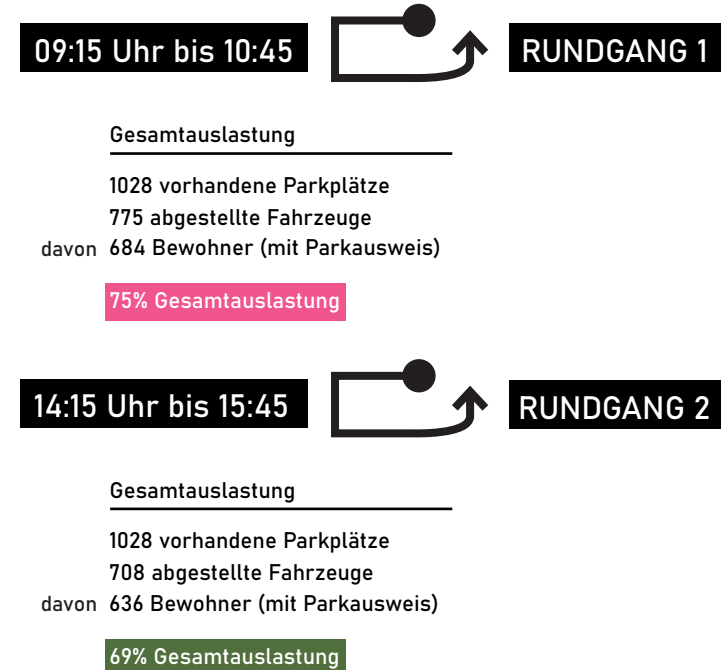 09:15 Uhr bis 10:45 RUNDGANG 1
Gesamtauslastung
1028 vorhandene Parkplätze
775 abgestellte Fahrzeuge
davon 684 Bewohner (mit Parkausweis)
75% Gesamtauslastung
14:15 Uhr bis 15:45 RUNDGANG 2
Gesamtauslastung
1028 vorhandene Parkplätze
708 abgestellte Fahrzeuge
davon 636 Bewohner (mit Parkausweis)
69% Gesamtauslastung